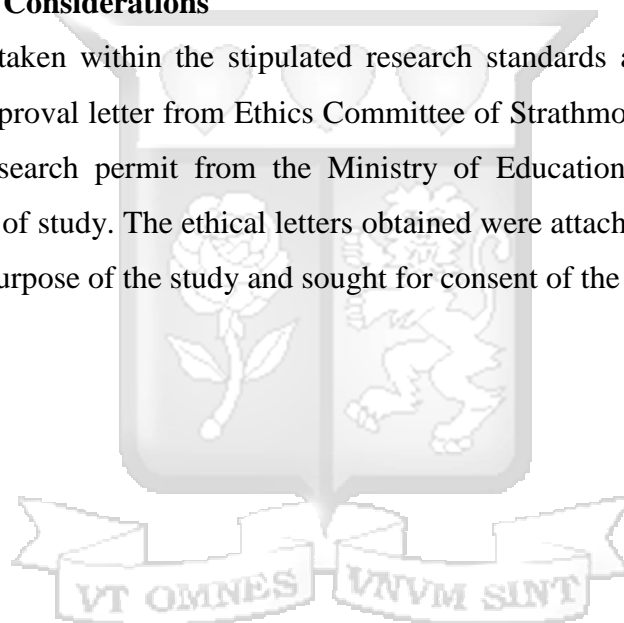 Considerations
taken within the stipulated research standards a
proval letter from Ethics Committee of Strathmo
search permit from the Ministry of Education
of study. The ethical letters obtained were attach
urpose of the study and sought for consent of the
VT OMNES VNVM SINT